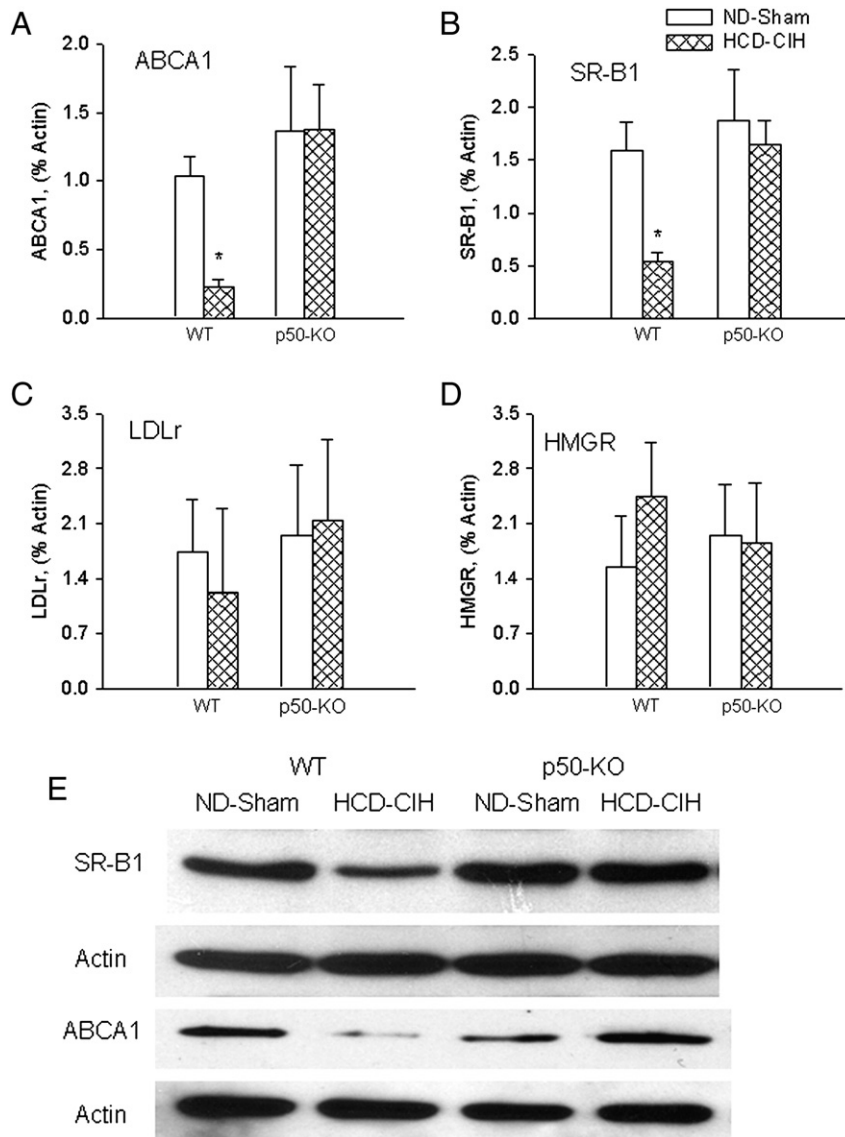 A
ABCA1
ABCA1, (% Actin)
2.0
1.5
1.0
0.5
0.0
*
WT
p50-KO
B
ND-Sham
HCD-CIH
SR-B1
SR-B1, (% Actin)
2.5
2.0
1.5
1.0
0.5
0.0
*
WT
p50-KO
C
LDLr
LDLr, (% Actin)
3.5
2.8
2.1
1.4
0.7
0.0
WT
p50-KO
D
HMGR
HMGR, (% Actin)
3.5
2.8
2.1
1.4
0.7
0.0
WT
p50-KO
E
WT p50-KO
ND-Sham HCD-CIH ND-Sham HCD-CIH
SR-B1
Actin
ABCA1
Actin